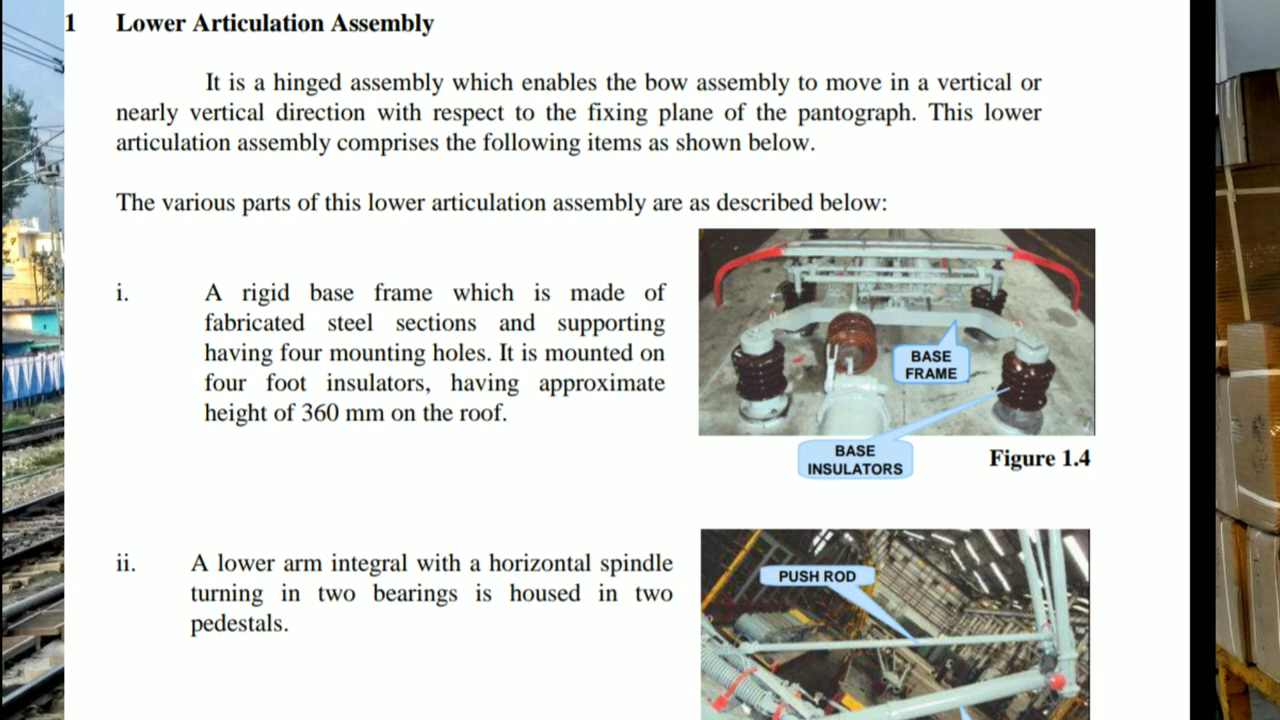 1 Lower Articulation Assembly
It is a hinged assembly which enables the bow assembly to move in a vertical or
nearly vertical direction with respect to the fixing plane of the pantograph. This lower
articulation assembly comprises the following items as shown below.
The various parts of this lower articulation assembly are as described below:
i. A rigid base frame which is made of
fabricated steel sections and supporting
having four mounting holes. It is mounted on
four foot insulators, having approximate
height of 360 mm on the roof.
BASE
FRAME
BASE
INSULATORS
Figure 1.4
ii. A lower arm integral with a horizontal spindle
turning in two bearings is housed in two
pedestals.
PUSH ROD